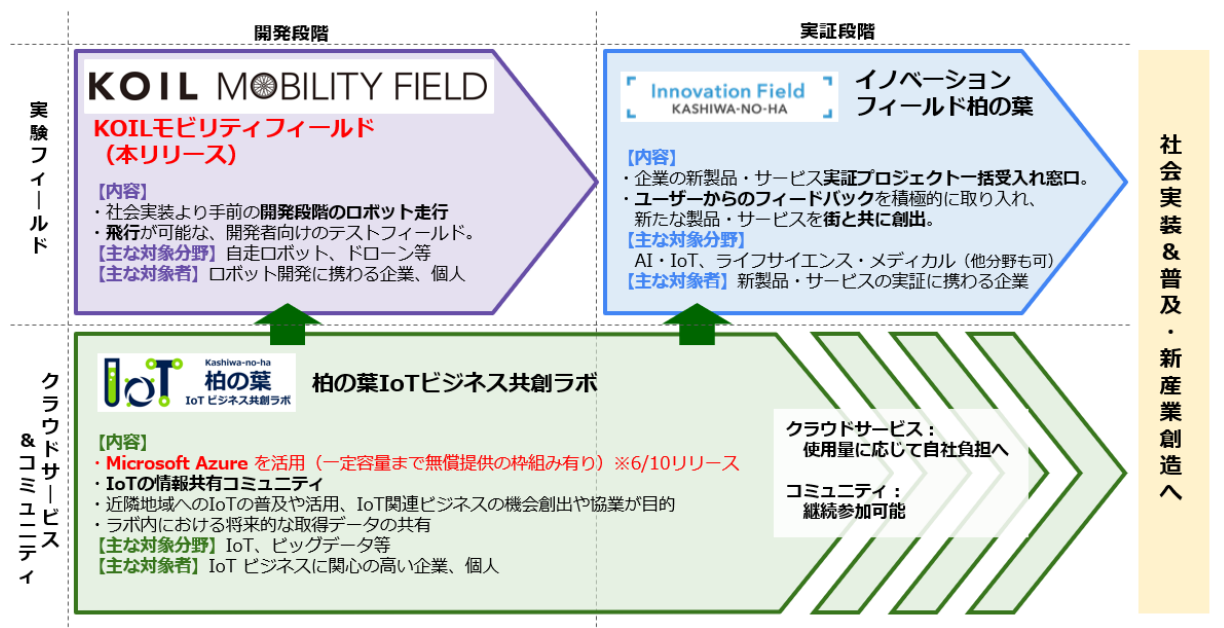 開発段階
実証段階
実験フィールド
KOIL MOBILITY FIELD
KOILモビリティフィールド
（本リリース）
【内容】
・社会実装より手前の開発段階のロボット走行
・飛行が可能な、開発者向けのテストフィールド。
【主な対象分野】自走ロボット、ドローン等
【主な対象者】ロボット開発に携わる企業、個人
Innovation Field
KASHIWA-NO-HA
イノベーション
フィールド柏の葉
【内容】
・企業の新製品・サービス実証プロジェクト一括受入れ窓口。
・ユーザーからのフィードバックを積極的に取り入れ、
新たな製品・サービスを街と共に創出。
【主な対象分野】
AI・IoT、ライフサイエンス・メディカル（他分野も可）
【主な対象者】新製品・サービスの実証に携わる企業
クラウドサービス
&コミュニティ
IoT
Kashiwa-no-ha
柏の葉
IoT ビジネス共創ラボ
柏の葉IoTビジネス共創ラボ
【内容】
・Microsoft Azure を活用（一定容量まで無償提供の枠組み有り）※6/10リリース
・IoTの情報共有コミュニティ
・近隣地域へのIoTの普及や活用、IoT関連ビジネスの機会創出や協業が目的
・ラボ内における将来的な取得データの共有
【主な対象分野】IoT、ビッグデータ等
【主な対象者】IoT ビジネスに関心の高い企業、個人
クラウドサービス：
使用量に応じて自社負担へ
コミュニティ：
継続参加可能
社会実装&普及・新産業創造へ